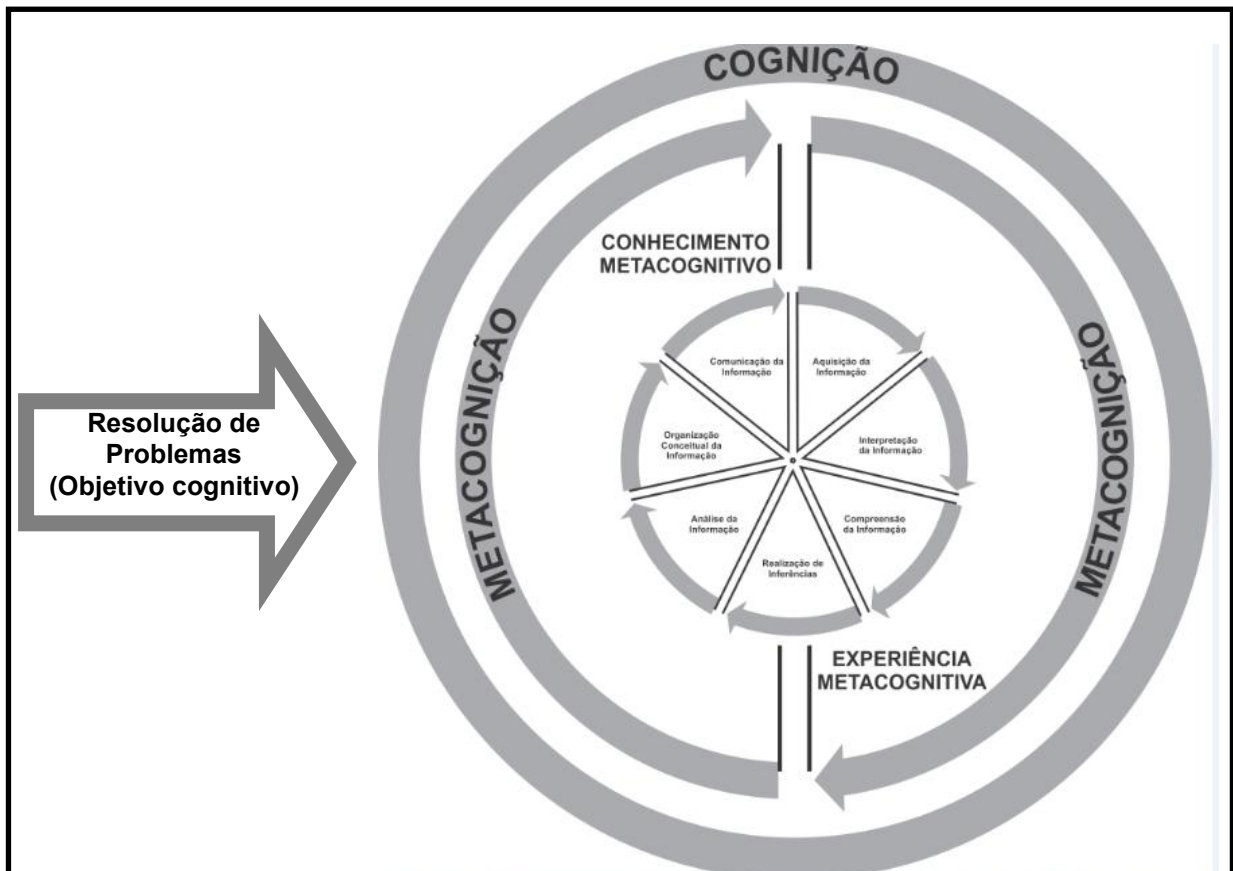 COGNIÇÃO
CONHECIMENTO
METACOGNITIVO
METACOGNIÇÃO
METACOGNIÇÃO
Resolução de
Problemas
(Objetivo cognitivo)
Comunicação da
Informação
Aquisição da
Informação
Organização
Conceitual da
Informação
Interpretação
da Informação
Análise da
Informação
Compreensão
da Informação
Realização de
Inferências
EXPERIÊNCIA
METACOGNITIVA